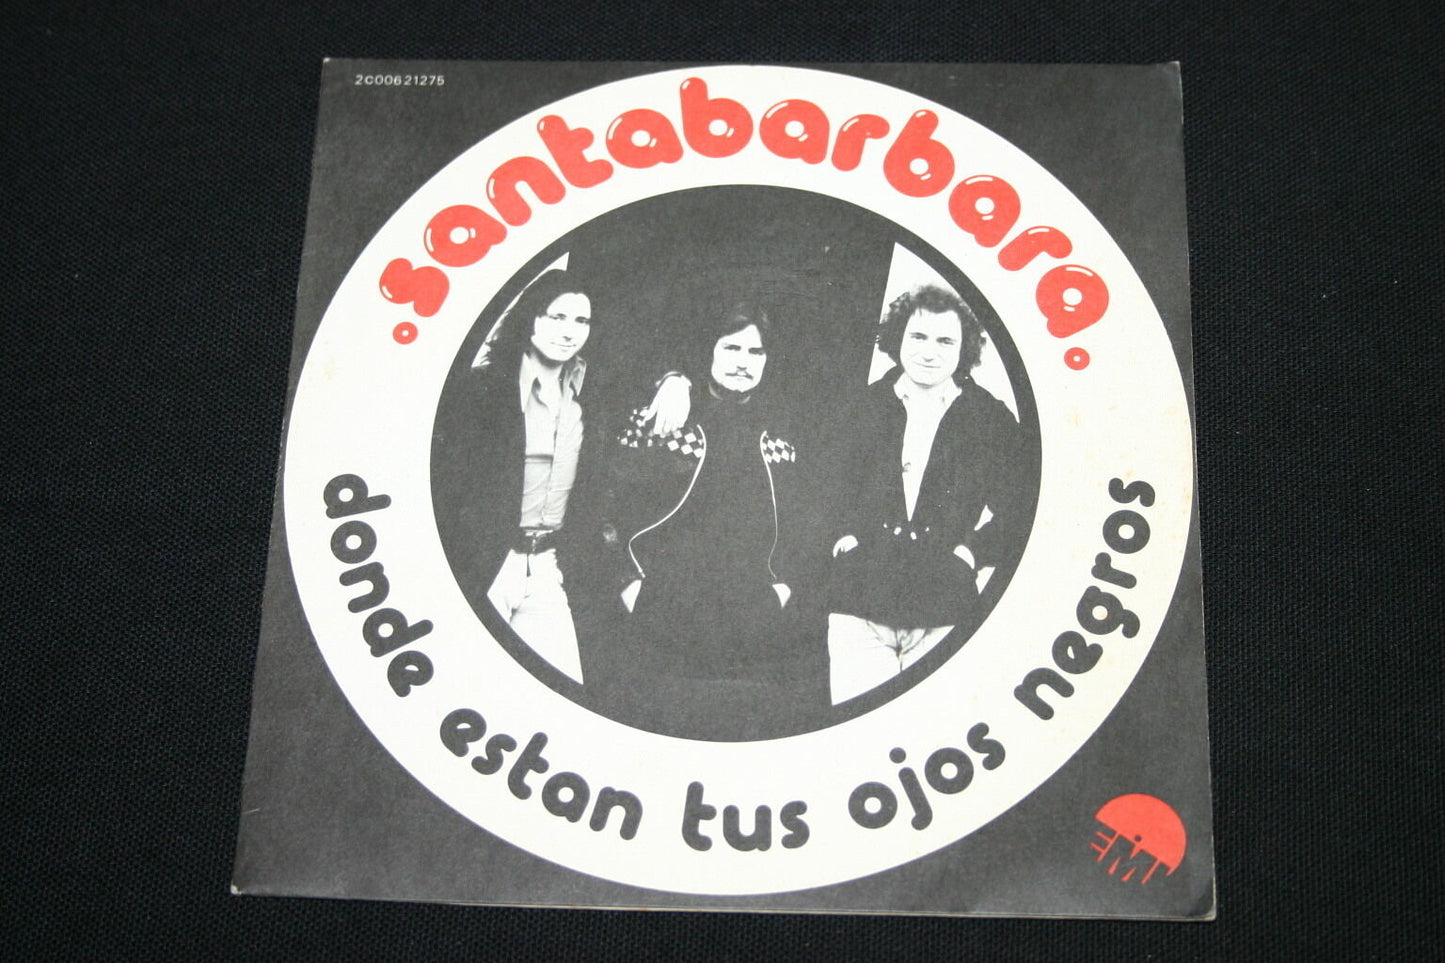 2C00621275
.santabarbara.
donde estan tus ojos negros
EMI